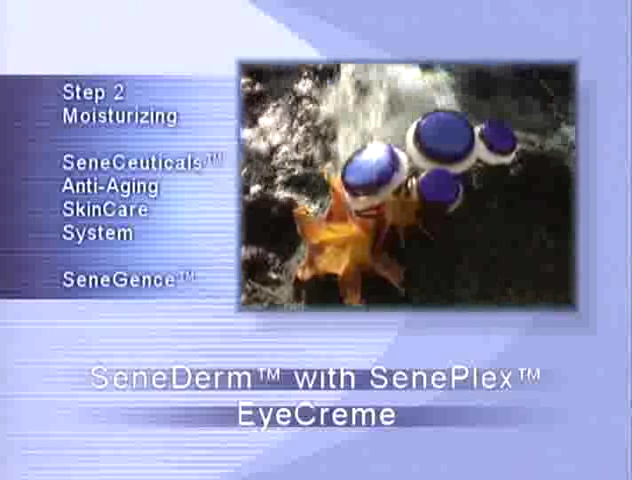 Step 2
Moisturizing
SeneCeuticals™
Anti-Aging
SkinCare
System
SeneGence™
SeneDerm™ with SenePlex™
EyeCreme